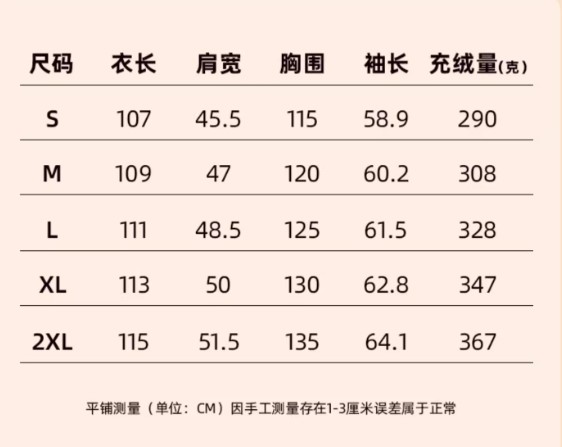 尺码 衣长 肩宽 胸围 袖长 充绒量(克)
S 107 45.5 115 58.9 290
M 109 47 120 60.2 308
L 111 48.5 125 61.5 328
XL 113 50 130 62.8 347
2XL 115 51.5 135 64.1 367
平铺测量（单位：CM）因手工测量存在1-3厘米误差属于正常